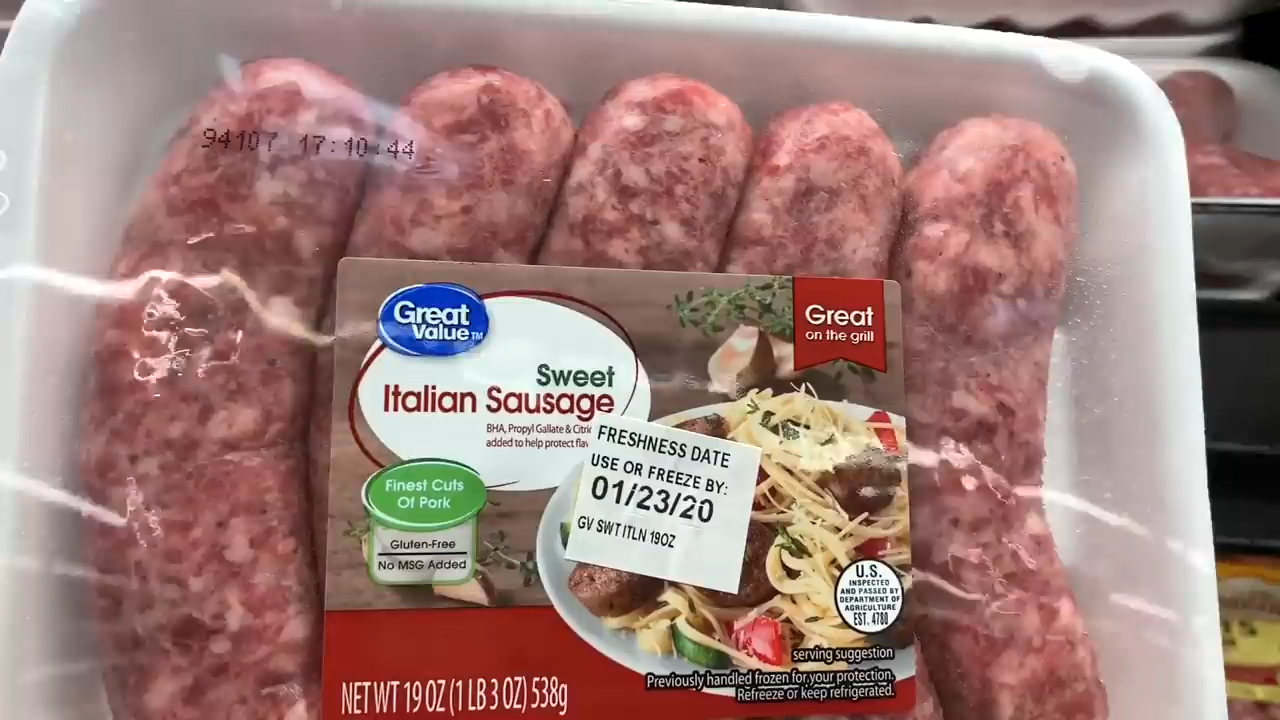 94107 17:10:44
Great
Value™
Great
on the grill
Sweet
Italian Sausage
BHA, Propyl Gallate &
added to help protect
FRESHNESS DATE
USE OR FREEZE BY:
01/23/20
GV SWT ITLN 19OZ
Finest Cuts
Of Pork
Gluten-Free
No MSG Added
U.S.
INSPECTED
AND PASSED BY
DEPARTMENT OF
AGRICULTURE
EST. 4780
serving suggestion
Previously handled frozen for your protection.
Refreeze or keep refrigerated.
NET WT 19 OZ (1 LB 3 OZ) 538g